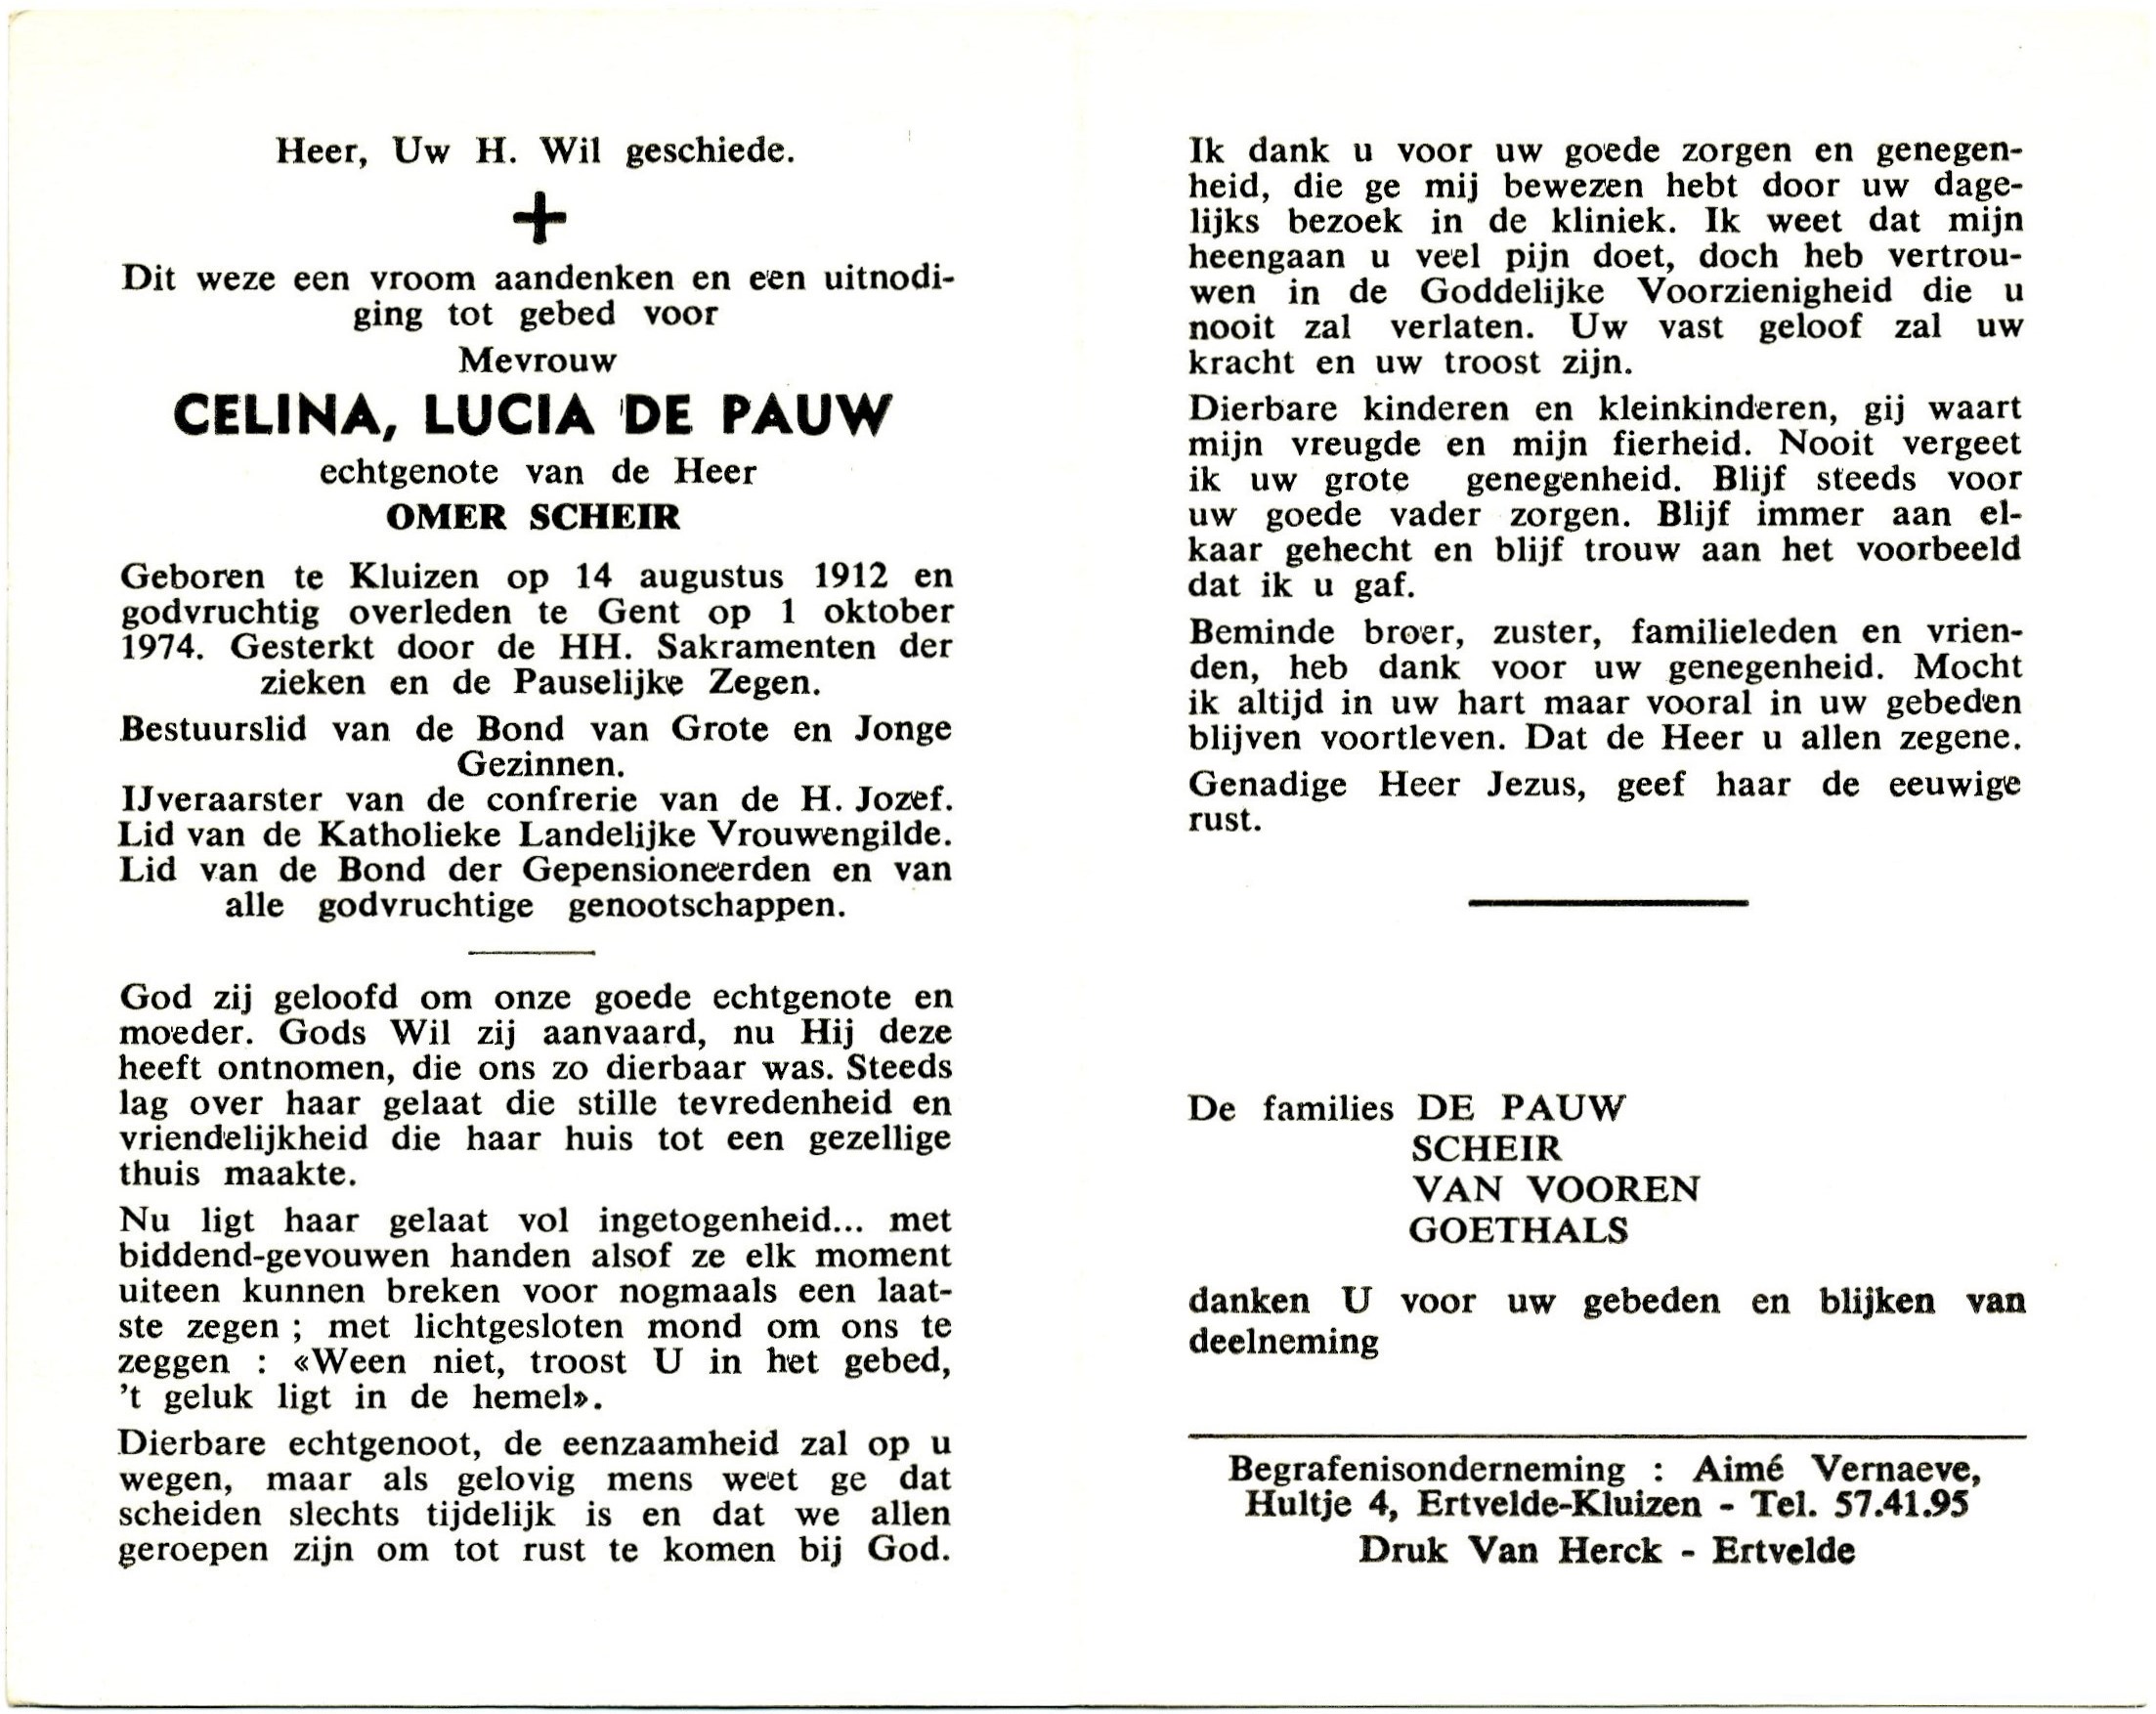 Heer, Uw H. Wil geschiede.
Dit weze een vroom aandenken en een uitnodi-
ging tot gebed voor
Mevrouw
CELINA, LUCIA DE PAUW
echtgenote van de Heer
OMER SCHEIR
Geboren te Kluizen op 14 augustus 1912 en
godvruchtig overleden te Gent op 1 oktober
1974. Gesterkt door de HH. Sakramenten der
zieken en de Pauselijke Zegen.
Bestuurslid van de Bond van Grote en Jonge
Gezinnen.
IJveraarster van de confrerie van de H. Jozef.
Lid van de Katholieke Landelijke Vrouwengilde.
Lid van de Bond der Gepensioneerden en van
alle godvruchtige genootschappen.
God zij geloofd om onze goede echtgenote en
moeder. Gods Wil zij aanvaard, nu Hij deze
heeft ontnomen, die ons zo dierbaar was. Steeds
lag over haar gelaat die stille tevredenheid en
vriendelijkheid die haar huis tot een gezellige
thuis maakte.
Nu ligt haar gelaat vol ingetogenheid... met
biddend-gevouwen handen alsof ze elk moment
uiteen kunnen breken voor nogmaals een laat-
ste zegen ; met lichtgesloten mond om ons te
zeggen : «Ween niet, troost U in het gebed,
't geluk ligt in de hemel».
Dierbare echtgenoot, de eenzaamheid zal op u
wegen, maar als gelovig mens weet ge dat
scheiden slechts tijdelijk is en dat we allen
geroepen zijn om tot rust te komen bij God.
Ik dank u voor uw goede zorgen en genegen-
heid, die ge mij bewezen hebt door uw dage-
lijks bezoek in de kliniek. Ik weet dat mijn
heengaan u veel pijn doet, doch heb vertrou-
wen in de Goddelijke Voorzienigheid die u
nooit zal verlaten. Uw vast geloof zal uw
kracht en uw troost zijn.
Dierbare kinderen en kleinkinderen, gij waart
mijn vreugde en mijn fierheid. Nooit vergeet
ik uw grote genegenheid. Blijf steeds voor
uw goede vader zorgen. Blijf immer aan el-
kaar gehecht en blijf trouw aan het voorbeeld
dat ik u gaf.
Beminde broer, zuster, familieleden en vrien-
den, heb dank voor uw genegenheid. Mocht
ik altijd in uw hart maar vooral in uw gebeden
blijven voortleven. Dat de Heer u allen zegene.
Genadige Heer Jezus, geef haar de eeuwige
rust.
De families DE PAUW
SCHEIR
VAN VOOREN
GOETHALS
danken U voor uw gebeden en blijken van
deelneming
Begrafenisonderneming : Aimé Vernaeve,
Hultje 4, Ertvelde-Kluizen - Tel. 57.41.95
Druk Van Herck - Ertvelde